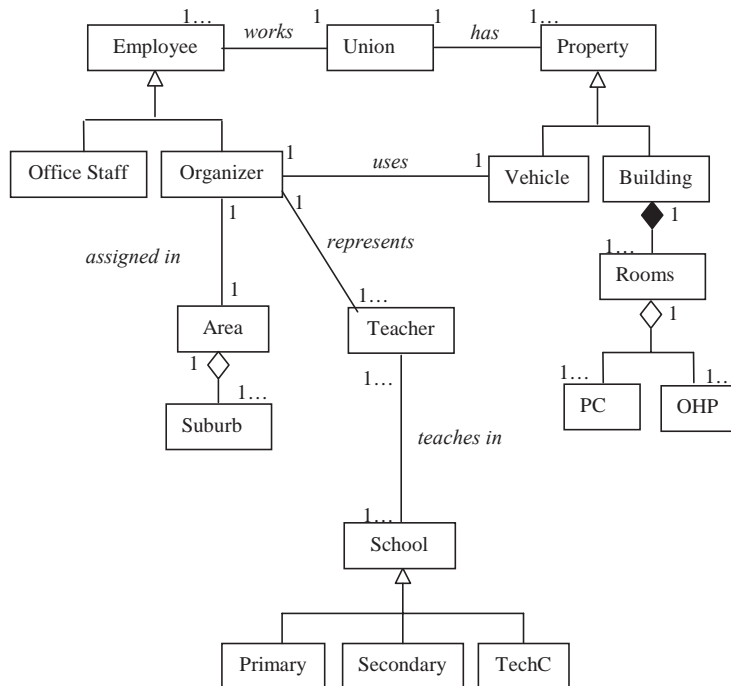 1… 1 1 1…
Employee works Union has Property
Office Staff Organizer 1 uses 1 Vehicle Building
1 1 1
assigned in represents 1…
Rooms
1 1… 1
Area Teacher
1 1… 1… 1… 1…
Suburb PC OHP
teaches in
1…
School
Primary Secondary TechC